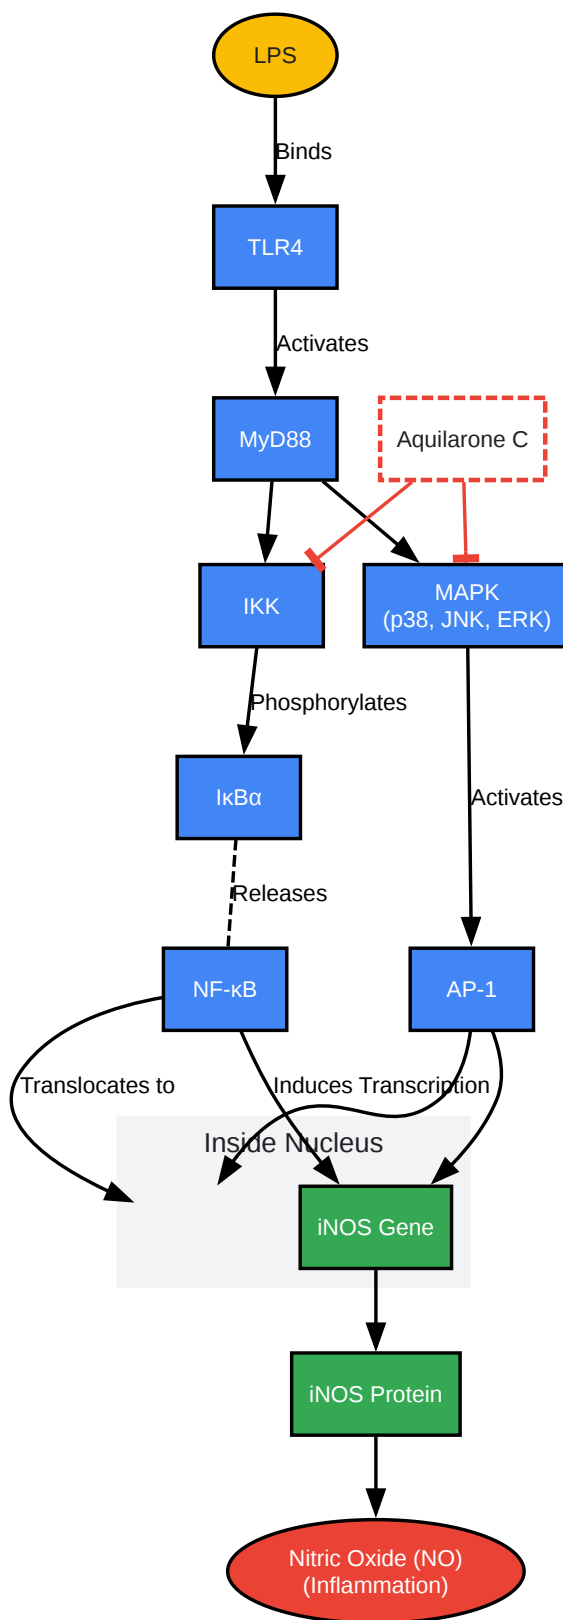 LPS
Binds
TLR4
Activates
MyD88
Aquilarone C
IKK
MAPK
(p38, JNK, ERK)
Phosphorylates
IκBα
Activates
Releases
NF-κB
AP-1
Translocates to
Induces Transcription
Inside Nucleus
iNOS Gene
iNOS Protein
Nitric Oxide (NO)
(Inflammation)